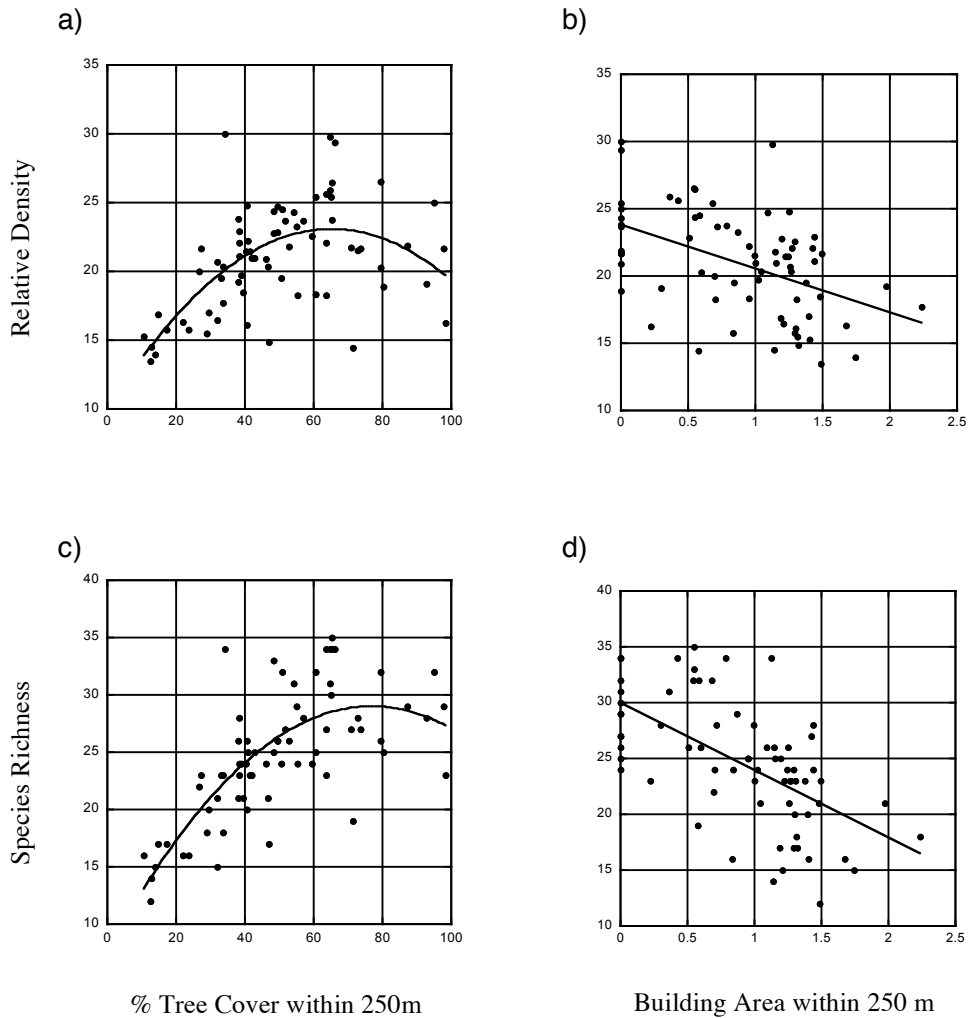 a)
35
30
25
20
15
10
0 20 40 60 80 100
Relative Density
b)
35
30
25
20
15
10
0 0.5 1 1.5 2 2.5
c)
40
35
30
25
20
15
10
0 20 40 60 80 100
Species Richness
% Tree Cover within 250m
d)
40
35
30
25
20
15
10
0 0.5 1 1.5 2 2.5
Building Area within 250 m